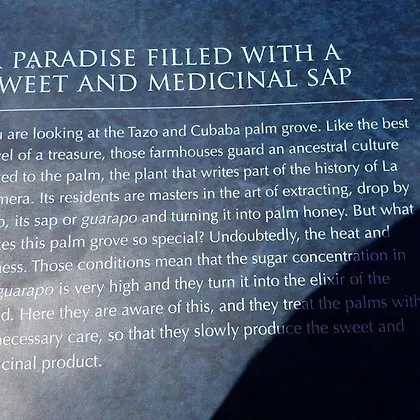 PARADISE FILLED WITH A
WEET AND MEDICINAL SAP
u are looking at the Tazo and Cubaba palm grove. Like the best
vel of a treasure, those farmhouses guard an ancestral culture
ed to the palm, the plant that writes part of the history of La
mera. Its residents are masters in the art of extracting, drop by
p, its sap or guarapo and turning it into palm honey. But what
es this palm grove so special? Undoubtedly, the heat and
ness. Those conditions mean that the sugar concentration in
guarapo is very high and they turn it into the elixir of the
d. Here they are aware of this, and they treat the palms with
necessary care, so that they slowly produce the sweet and
cinal product.